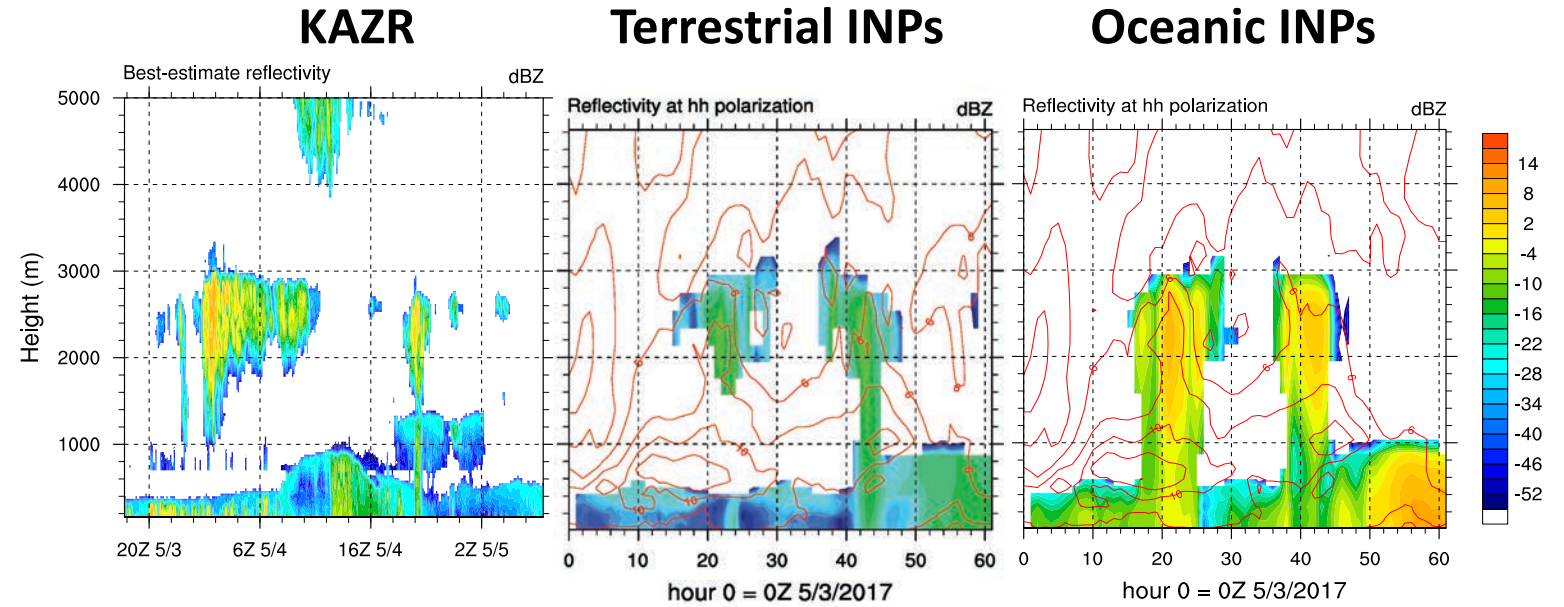 KAZR
Terrestrial INPs
Oceanic INPs
Best-estimate reflectivity dBZ
Reflectivity at hh polarization dBZ
Reflectivity at hh polarization dBZ
5000
4000
3000
2000
1000
Height (m)
20Z 5/3 6Z 5/4 16Z 5/4 2Z 5/5
0 10 20 30 40 50 60
hour 0 = 0Z 5/3/2017
0 10 20 30 40 50 60
hour 0 = 0Z 5/3/2017
14
8
2
-4
-10
-16
-22
-28
-34
-40
-46
-52